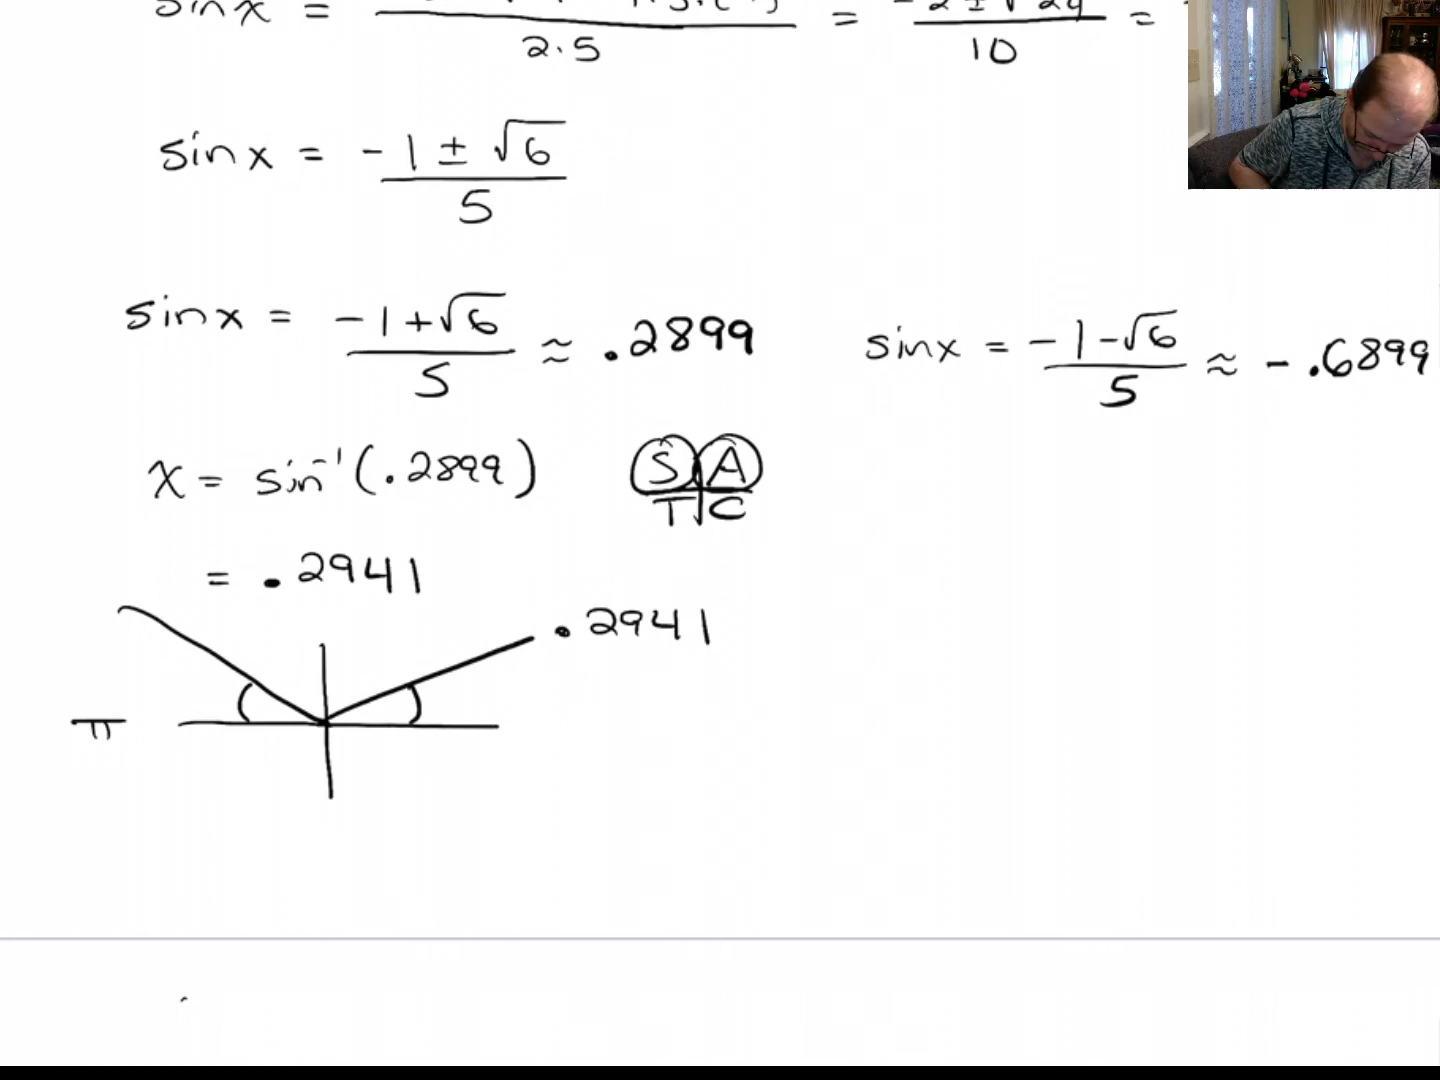 sin x = = =
2·5 10
sin x = -1 ± √6
5
sin x = -1+√6 ≈ .2899
5
sin x = -1-√6 ≈ -.6899
5
x = sin⁻¹(.2899)
S A
T C
= .2941
.2941
π